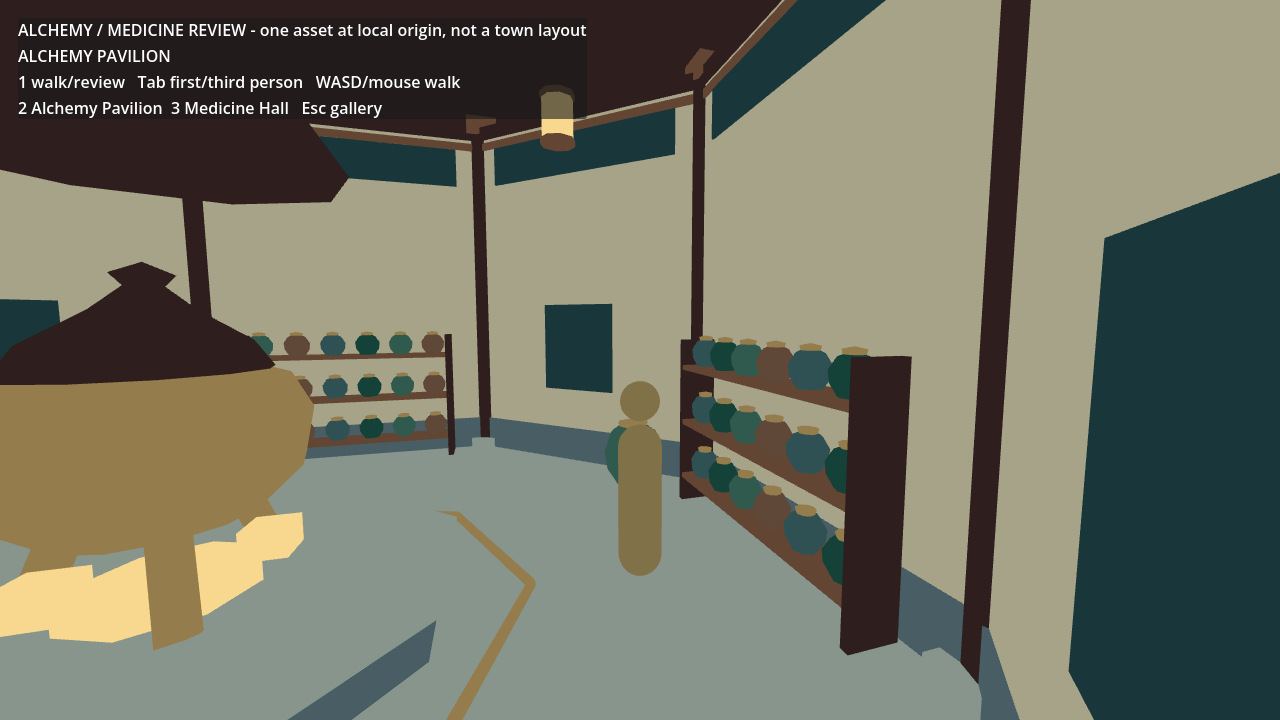 ALCHEMY / MEDICINE REVIEW - one asset at local origin, not a town layout
ALCHEMY PAVILION
1 walk/review   Tab first/third person   WASD/mouse walk
2 Alchemy Pavilion  3 Medicine Hall   Esc gallery